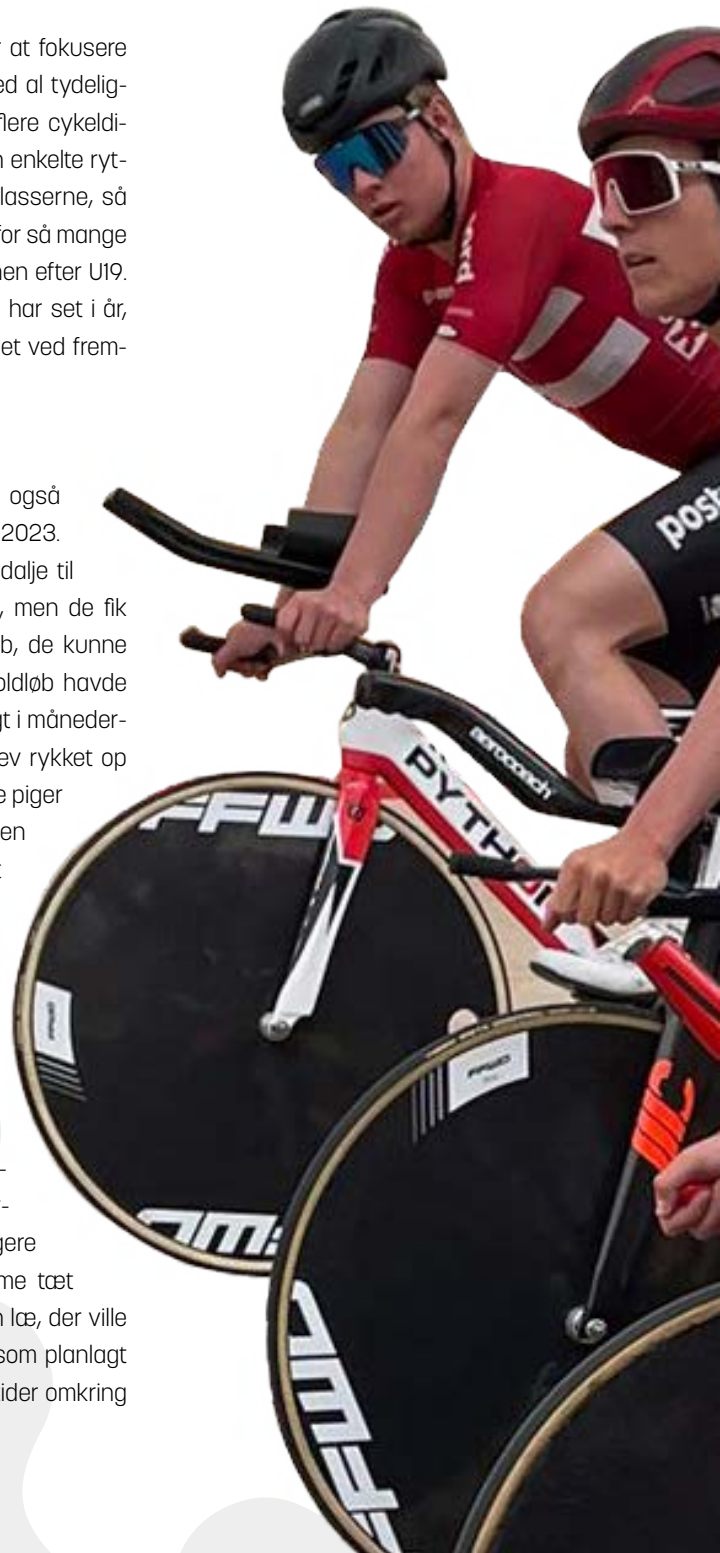 at fokusere
ed al tydelig-
flere cykeldi-
enkelte ryt-
lasserne, så
for så mange
nen efter U19.
har set i år,
et ved frem-
også
2023.
dalje til
, men de fik
b, de kunne
oldløb havde
gt i måneder-
ev rykket op
e piger
en
gere
me tæt
læ, der ville
som planlagt
ider omkring
post
aerocoach
PYTHON
FFWD
FFWD
FFWD